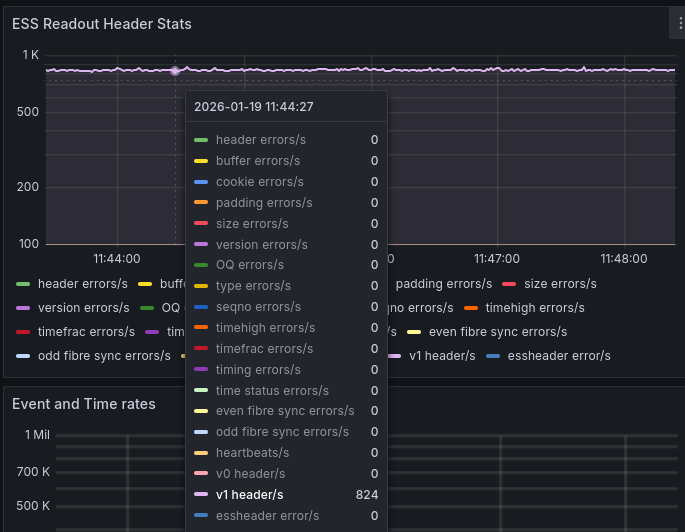 ESS Readout Header Stats
1 K
500
200
100
11:44:00
0
11:47:00
11:48:00
2026-01-19 11:44:27
header errors/s 0
buffer errors/s 0
cookie errors/s 0
padding errors/s 0
size errors/s 0
version errors/s 0
OQ errors/s 0
type errors/s 0
seqno errors/s 0
timehigh errors/s 0
timefrac errors/s 0
timing errors/s 0
time status errors/s 0
even fibre sync errors/s 0
odd fibre sync errors/s 0
heartbeats/s 0
v0 header/s 0
v1 header/s 824
essheader error/s 0
header errors/s padding errors/s size errors/s
version errors/s OQ timehigh errors/s
timefrac errors/s even fibre sync errors/s
odd fibre sync errors/s v1 header/s essheader error/s
Event and Time rates
1 Mil
700 K
500 K